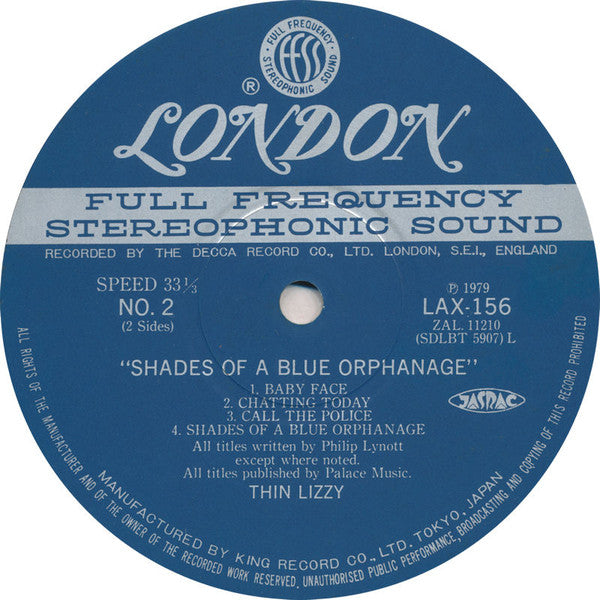 FULL FREQUENCY
ffss
STEREOPHONIC SOUND
®
LONDON
FULL FREQUENCY
STEREOPHONIC SOUND
RECORDED BY THE DECCA RECORD CO., LTD. LONDON, S.E.I., ENGLAND
SPEED 33⅓
NO. 2
(2 Sides)
℗ 1979
LAX-156
ZAL. 11210
(SDLBT 5907) L
"SHADES OF A BLUE ORPHANAGE"
1. BABY FACE
2. CHATTING TODAY
3. CALL THE POLICE
4. SHADES OF A BLUE ORPHANAGE
All titles written by Philip Lynott
except where noted.
All titles published by Palace Music.
THIN LIZZY
JASRAC
MANUFACTURED BY KING RECORD CO., LTD. TOKYO, JAPAN
ALL RIGHTS OF THE MANUFACTURER AND OF THE OWNER OF THE RECORDED WORK RESERVED, UNAUTHORISED PUBLIC PERFORMANCE, BROADCASTING AND COPYING OF THIS RECORD PROHIBITED